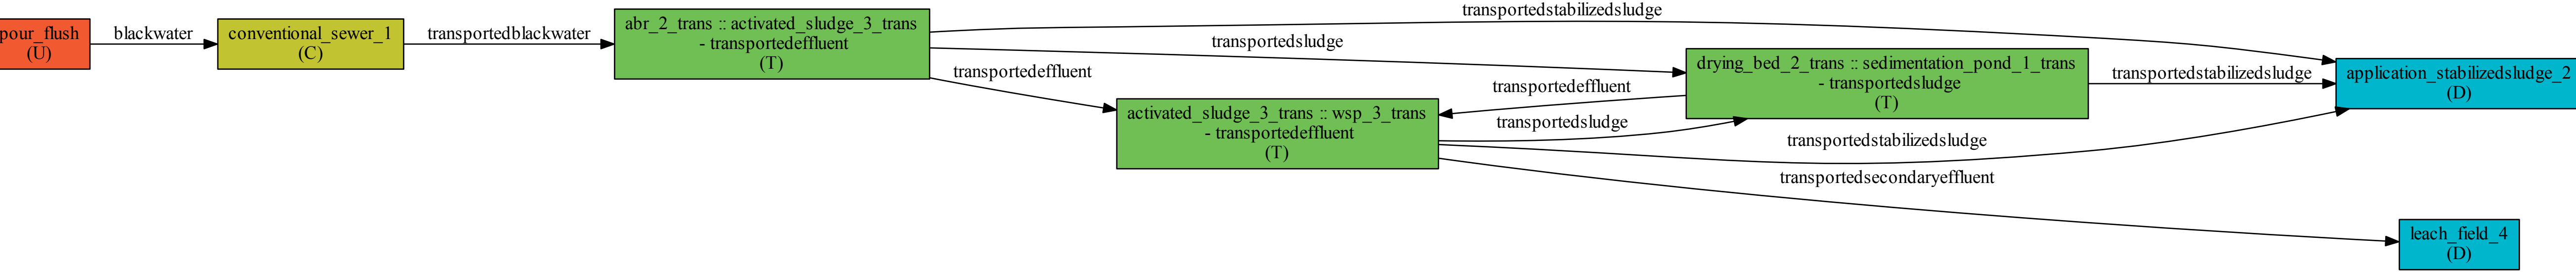 pour_flush
(U)
blackwater
conventional_sewer_1
(C)
transportedblackwater
abr_2_trans :: activated_sludge_3_trans
- transportedeffluent
(T)
transportedstabilizedsludge
transportedsludge
transportedeffluent
activated_sludge_3_trans :: wsp_3_trans
- transportedeffluent
(T)
transportedeffluent
transportedsludge
drying_bed_2_trans :: sedimentation_pond_1_trans
- transportedsludge
(T)
transportedstabilizedsludge
transportedstabilizedsludge
transportedsecondaryeffluent
application_stabilizedsludge_2
(D)
leach_field_4
(D)